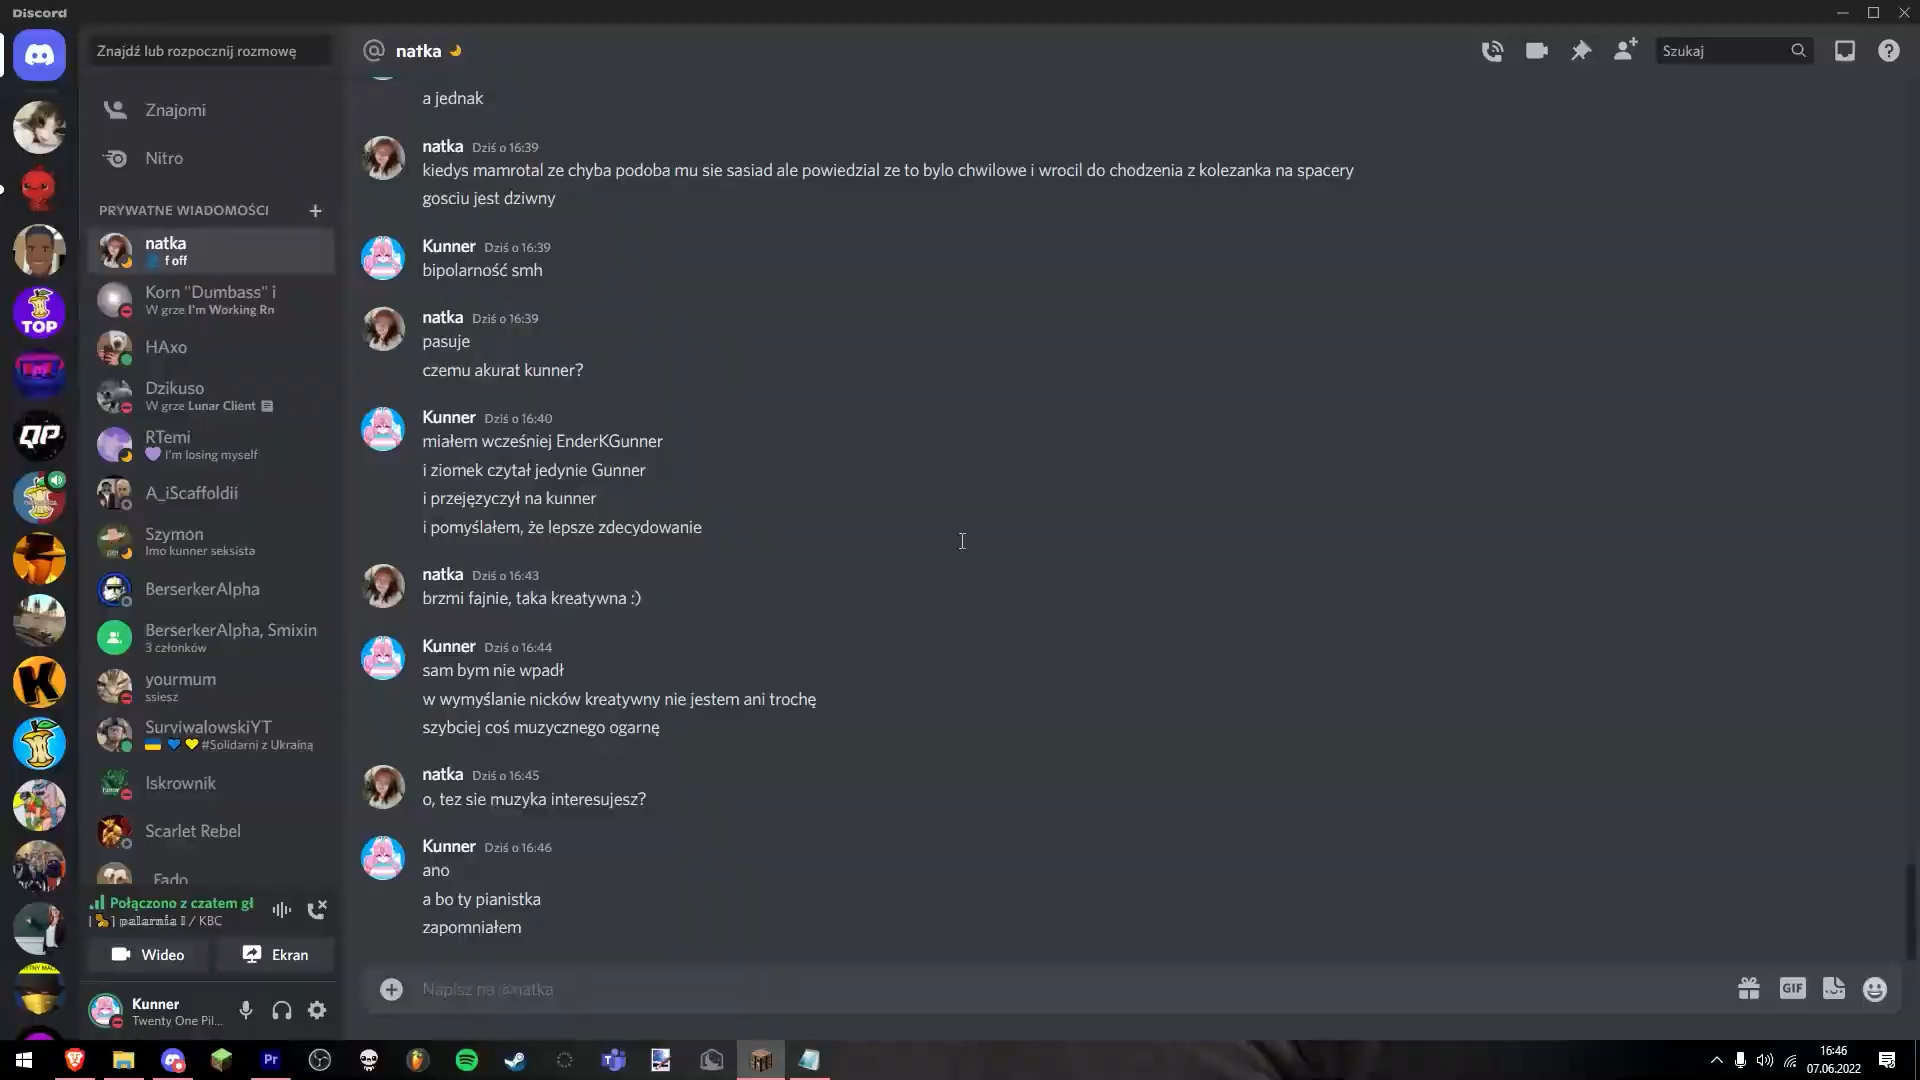 Discord
Znajdź lub rozpocznij rozmowę
Znajomi
Nitro
PRYWATNE WIADOMOŚCI
natka
f off
Korn "Dumbass" i
W grze I'm Working Rn
HAxo
Dzikuso
W grze Lunar Client
RTemi
I'm losing myself
A_iScaffoldii
Szymon
Imo kunner seksista
BerserkerAlpha
BerserkerAlpha, Smixin
3 członków
yourmum
ssiesz
SurviwalowskiYT
#Solidarni z Ukrainą
Iskrownik
Scarlet Rebel
Fado
Połączono z czatem gł
palarnia / KBC
Wideo
Ekran
Kunner
Twenty One Pil...
TOP
QP
K
natka
Szukaj
a jednak
natka Dziś o 16:39
kiedys mamrotal ze chyba podoba mu sie sasiad ale powiedzial ze to bylo chwilowe i wrocil do chodzenia z kolezanka na spacery
gosciu jest dziwny
Kunner Dziś o 16:39
bipolarność smh
natka Dziś o 16:39
pasuje
czemu akurat kunner?
Kunner Dziś o 16:40
miałem wcześniej EnderKGunner
i ziomek czytał jedynie Gunner
i przejęzyczył na kunner
i pomyślałem, że lepsze zdecydowanie
natka Dziś o 16:43
brzmi fajnie, taka kreatywna :)
Kunner Dziś o 16:44
sam bym nie wpadł
w wymyślanie nicków kreatywny nie jestem ani trochę
szybciej coś muzycznego ogarnę
natka Dziś o 16:45
o, tez sie muzyka interesujesz?
Kunner Dziś o 16:46
ano
a bo ty pianistka
zapomniałem
Napisz na @natka
GIF
Pr
16:46
07.06.2022